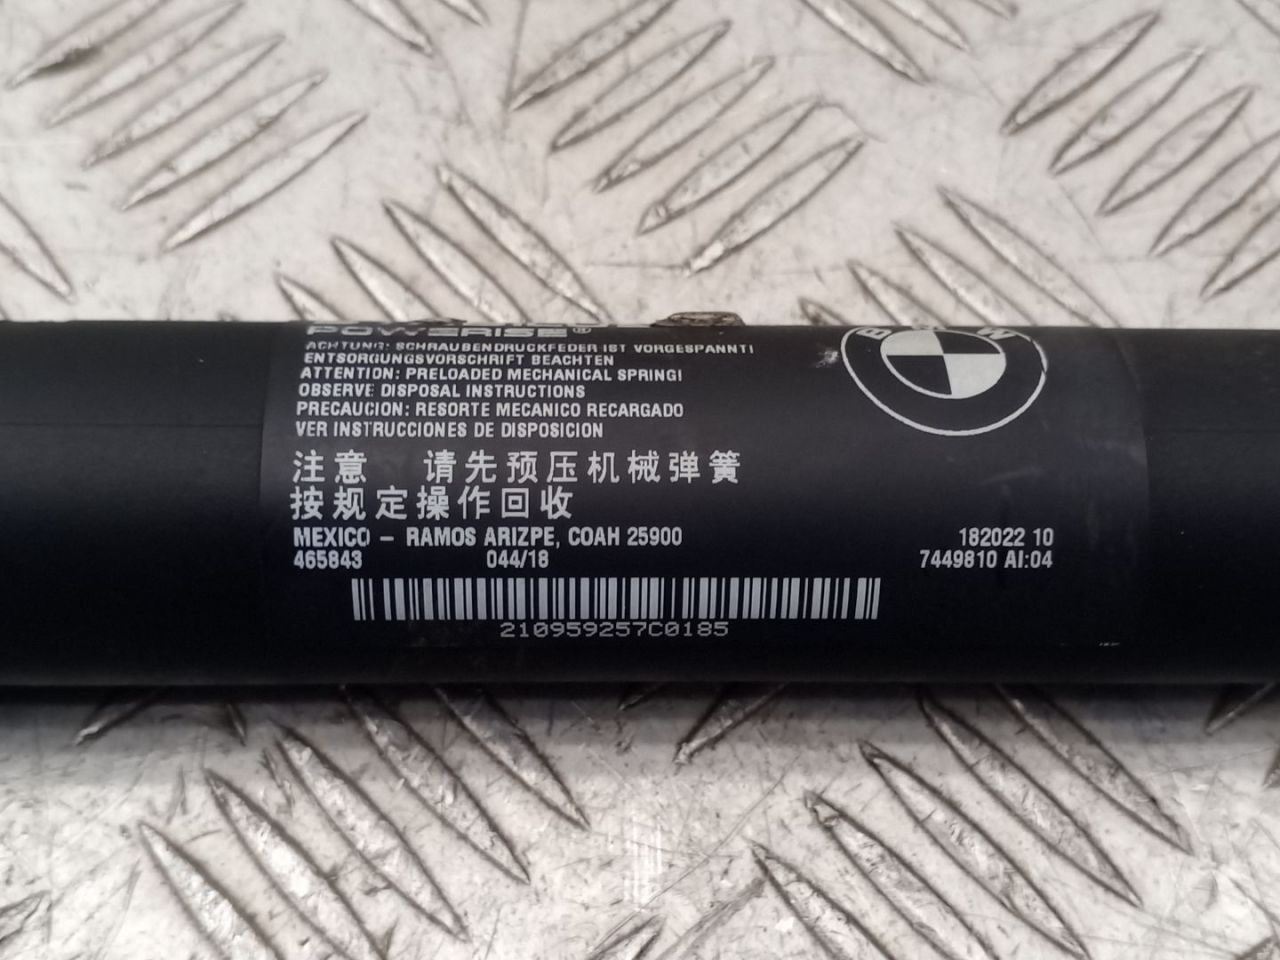 POWERISE®
ACHTUNG: SCHRAUBENDRUCKFEDER IST VORGESPANNT!
ENTSORGUNGSVORSCHRIFT BEACHTEN
ATTENTION: PRELOADED MECHANICAL SPRING!
OBSERVE DISPOSAL INSTRUCTIONS
PRECAUCION: RESORTE MECANICO RECARGADO
VER INSTRUCCIONES DE DISPOSICION
注意 请先预压机械弹簧
按规定操作回收
MEXICO - RAMOS ARIZPE, COAH 25900
465843 044/18
210959257C0185
BMW
182022 10
7449810 AI:04